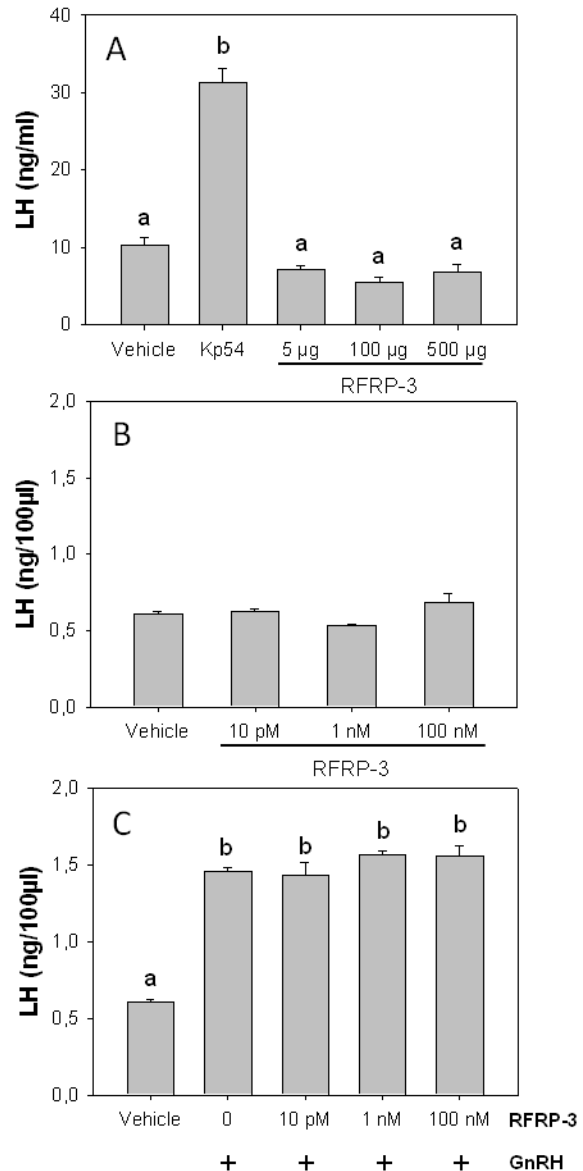 A
LH (ng/ml)
40
30
20
10
0
a
b
a
a
a
Vehicle Kp54 5 µg 100 µg 500 µg
RFRP-3
B
LH (ng/100µl)
2,0
1,5
1,0
0,5
0,0
Vehicle 10 pM 1 nM 100 nM
RFRP-3
C
LH (ng/100µl)
2,0
1,5
1,0
0,5
0,0
a
b
b
b
b
Vehicle 0 10 pM 1 nM 100 nM RFRP-3
+ + + + GnRH